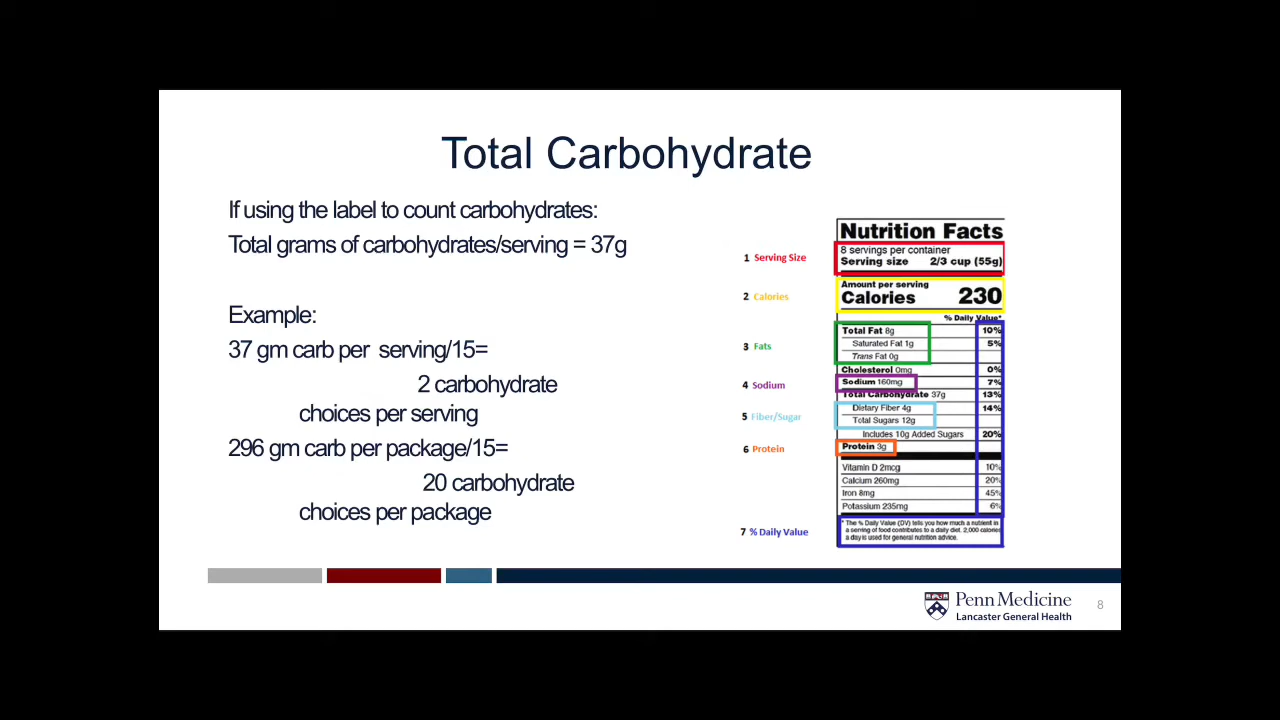 Total Carbohydrate
If using the label to count carbohydrates:
Total grams of carbohydrates/serving = 37g
Example:
37 gm carb per serving/15=
2 carbohydrate
choices per serving
296 gm carb per package/15=
20 carbohydrate
choices per package
1 Serving Size
2 Calories
3 Fats
4 Sodium
5 Fiber/Sugar
6 Protein
7 % Daily Value
Nutrition Facts
8 servings per container
Serving size 2/3 cup (55g)
Amount per serving
Calories 230
% Daily Value*
Total Fat 8g 10%
Saturated Fat 1g 5%
Trans Fat 0g
Cholesterol 0mg 0%
Sodium 160mg 7%
Total Carbohydrate 37g 13%
Dietary Fiber 4g 14%
Total Sugars 12g
Includes 10g Added Sugars 20%
Protein 3g
Vitamin D 2mcg 10%
Calcium 260mg 20%
Iron 8mg 45%
Potassium 235mg 6%
* The % Daily Value (DV) tells you how much a nutrient in
a serving of food contributes to a daily diet. 2,000 calories
a day is used for general nutrition advice.
Penn Medicine
Lancaster General Health
8